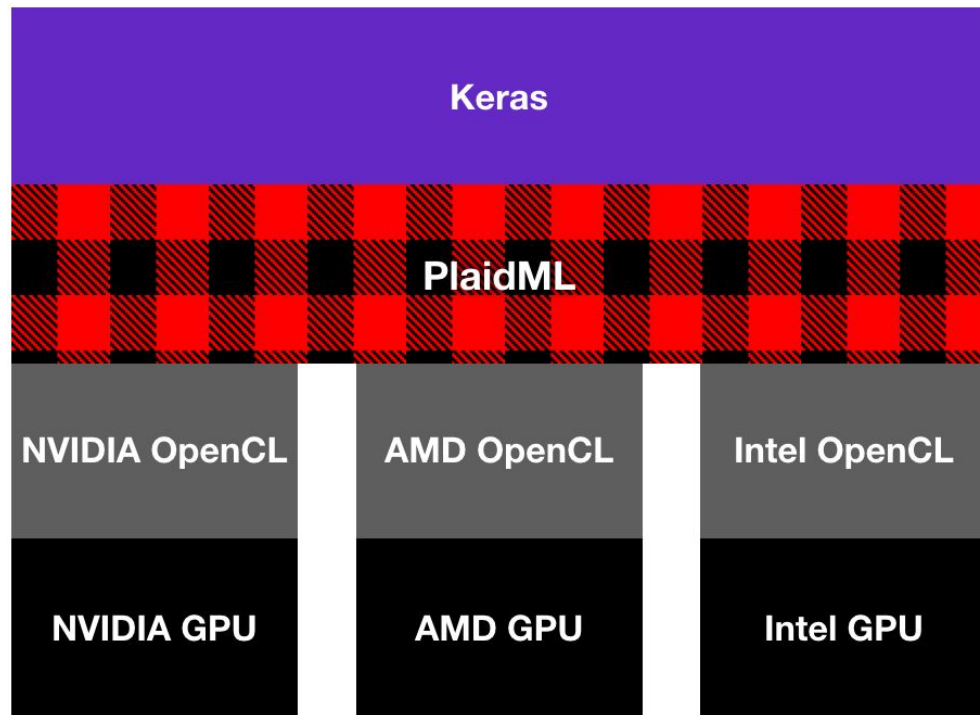 Keras
PlaidML
NVIDIA OpenCL
AMD OpenCL
Intel OpenCL
NVIDIA GPU
AMD GPU
Intel GPU